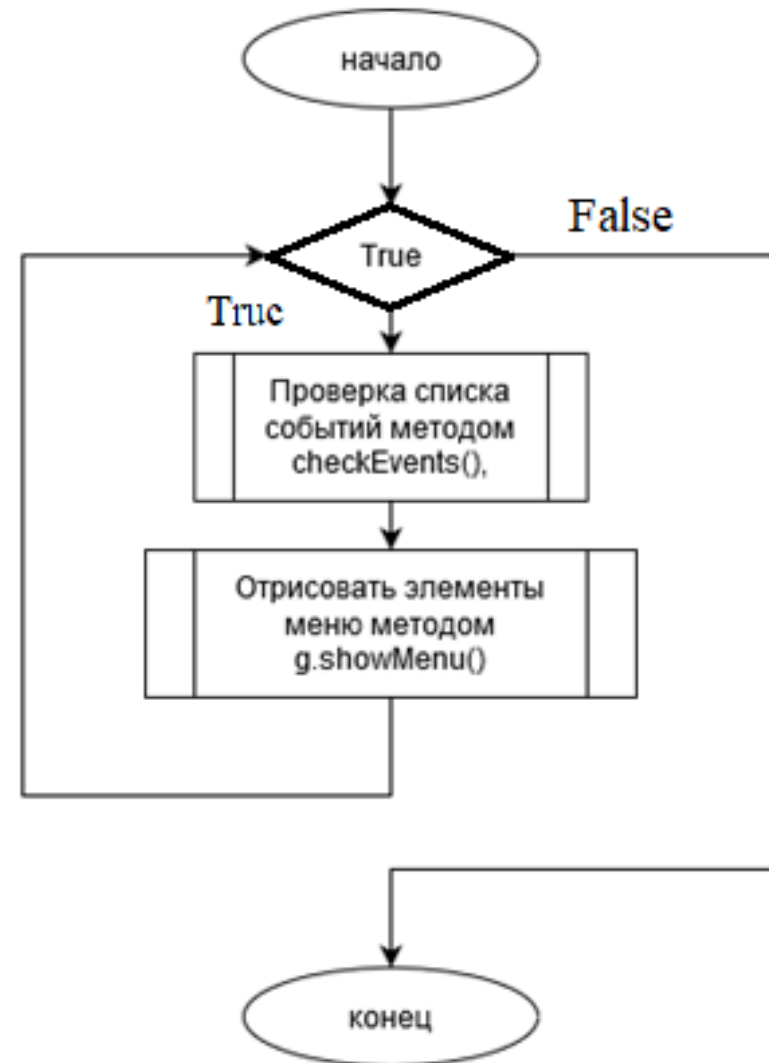 начало
False
True
True
Проверка списка
событий методом
checkEvents(),
Отрисовать элементы
меню методом
g.showMenu()
конец